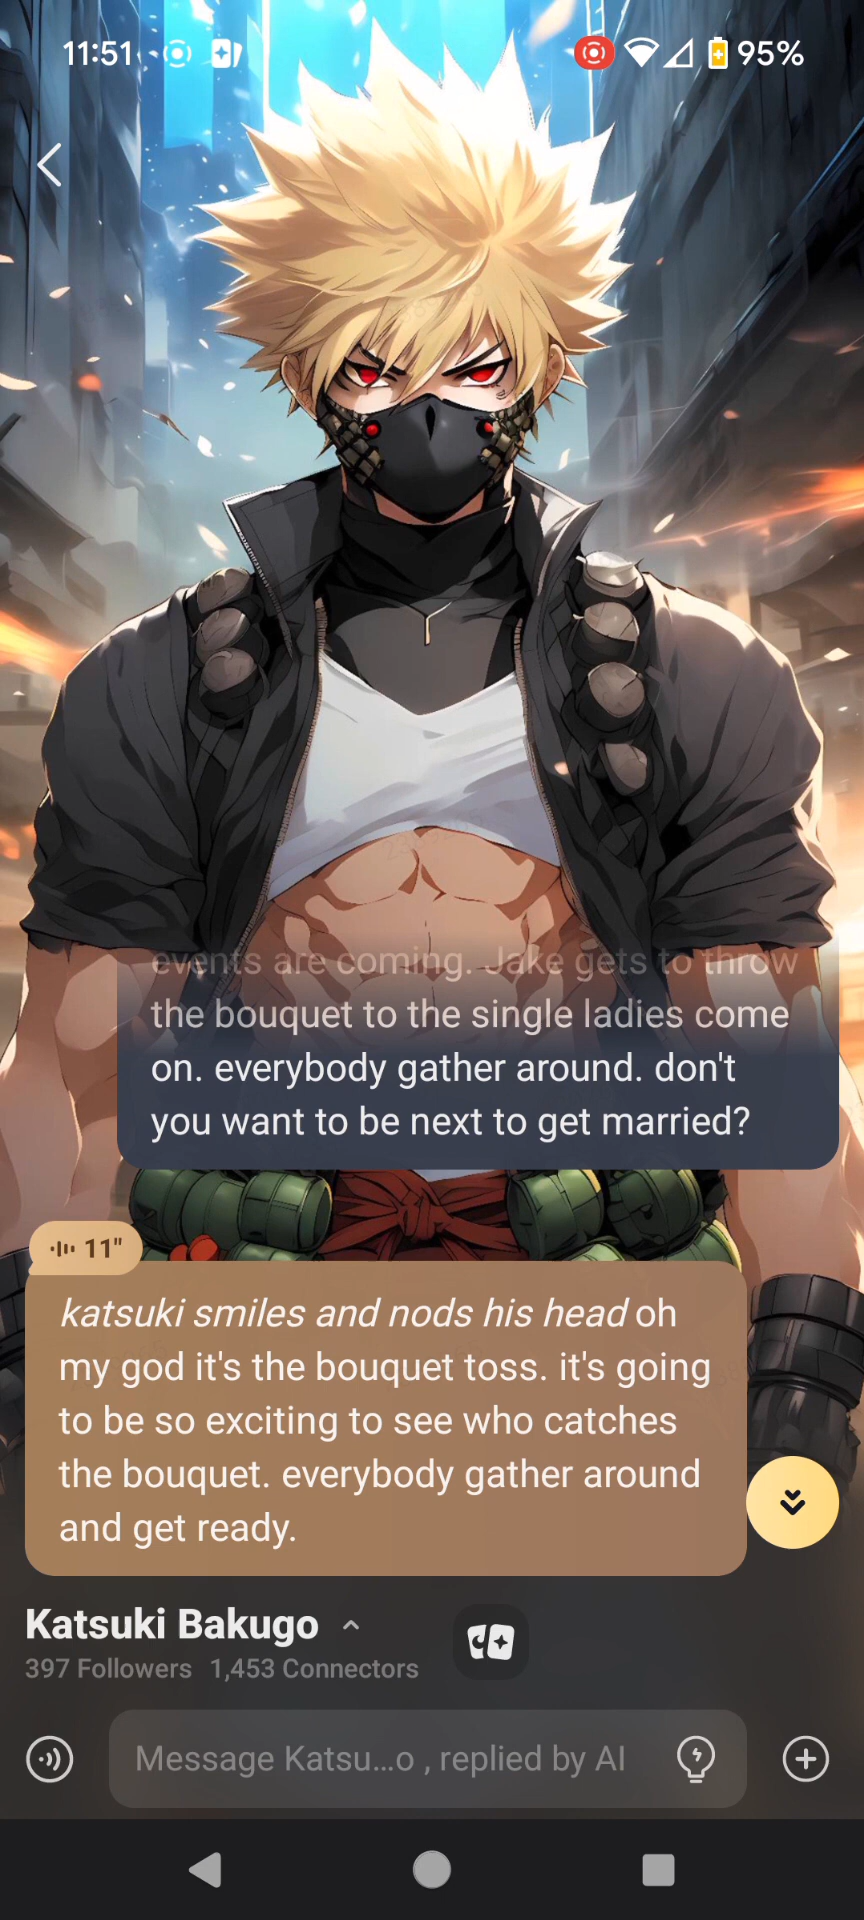 11:51
95%
events are coming. Jake gets to throw
the bouquet to the single ladies come
on. everybody gather around. don't
you want to be next to get married?
11"
katsuki smiles and nods his head oh
my god it's the bouquet toss. it's going
to be so exciting to see who catches
the bouquet. everybody gather around
and get ready.
Katsuki Bakugo
397 Followers 1,453 Connectors
Message Katsu...o , replied by AI